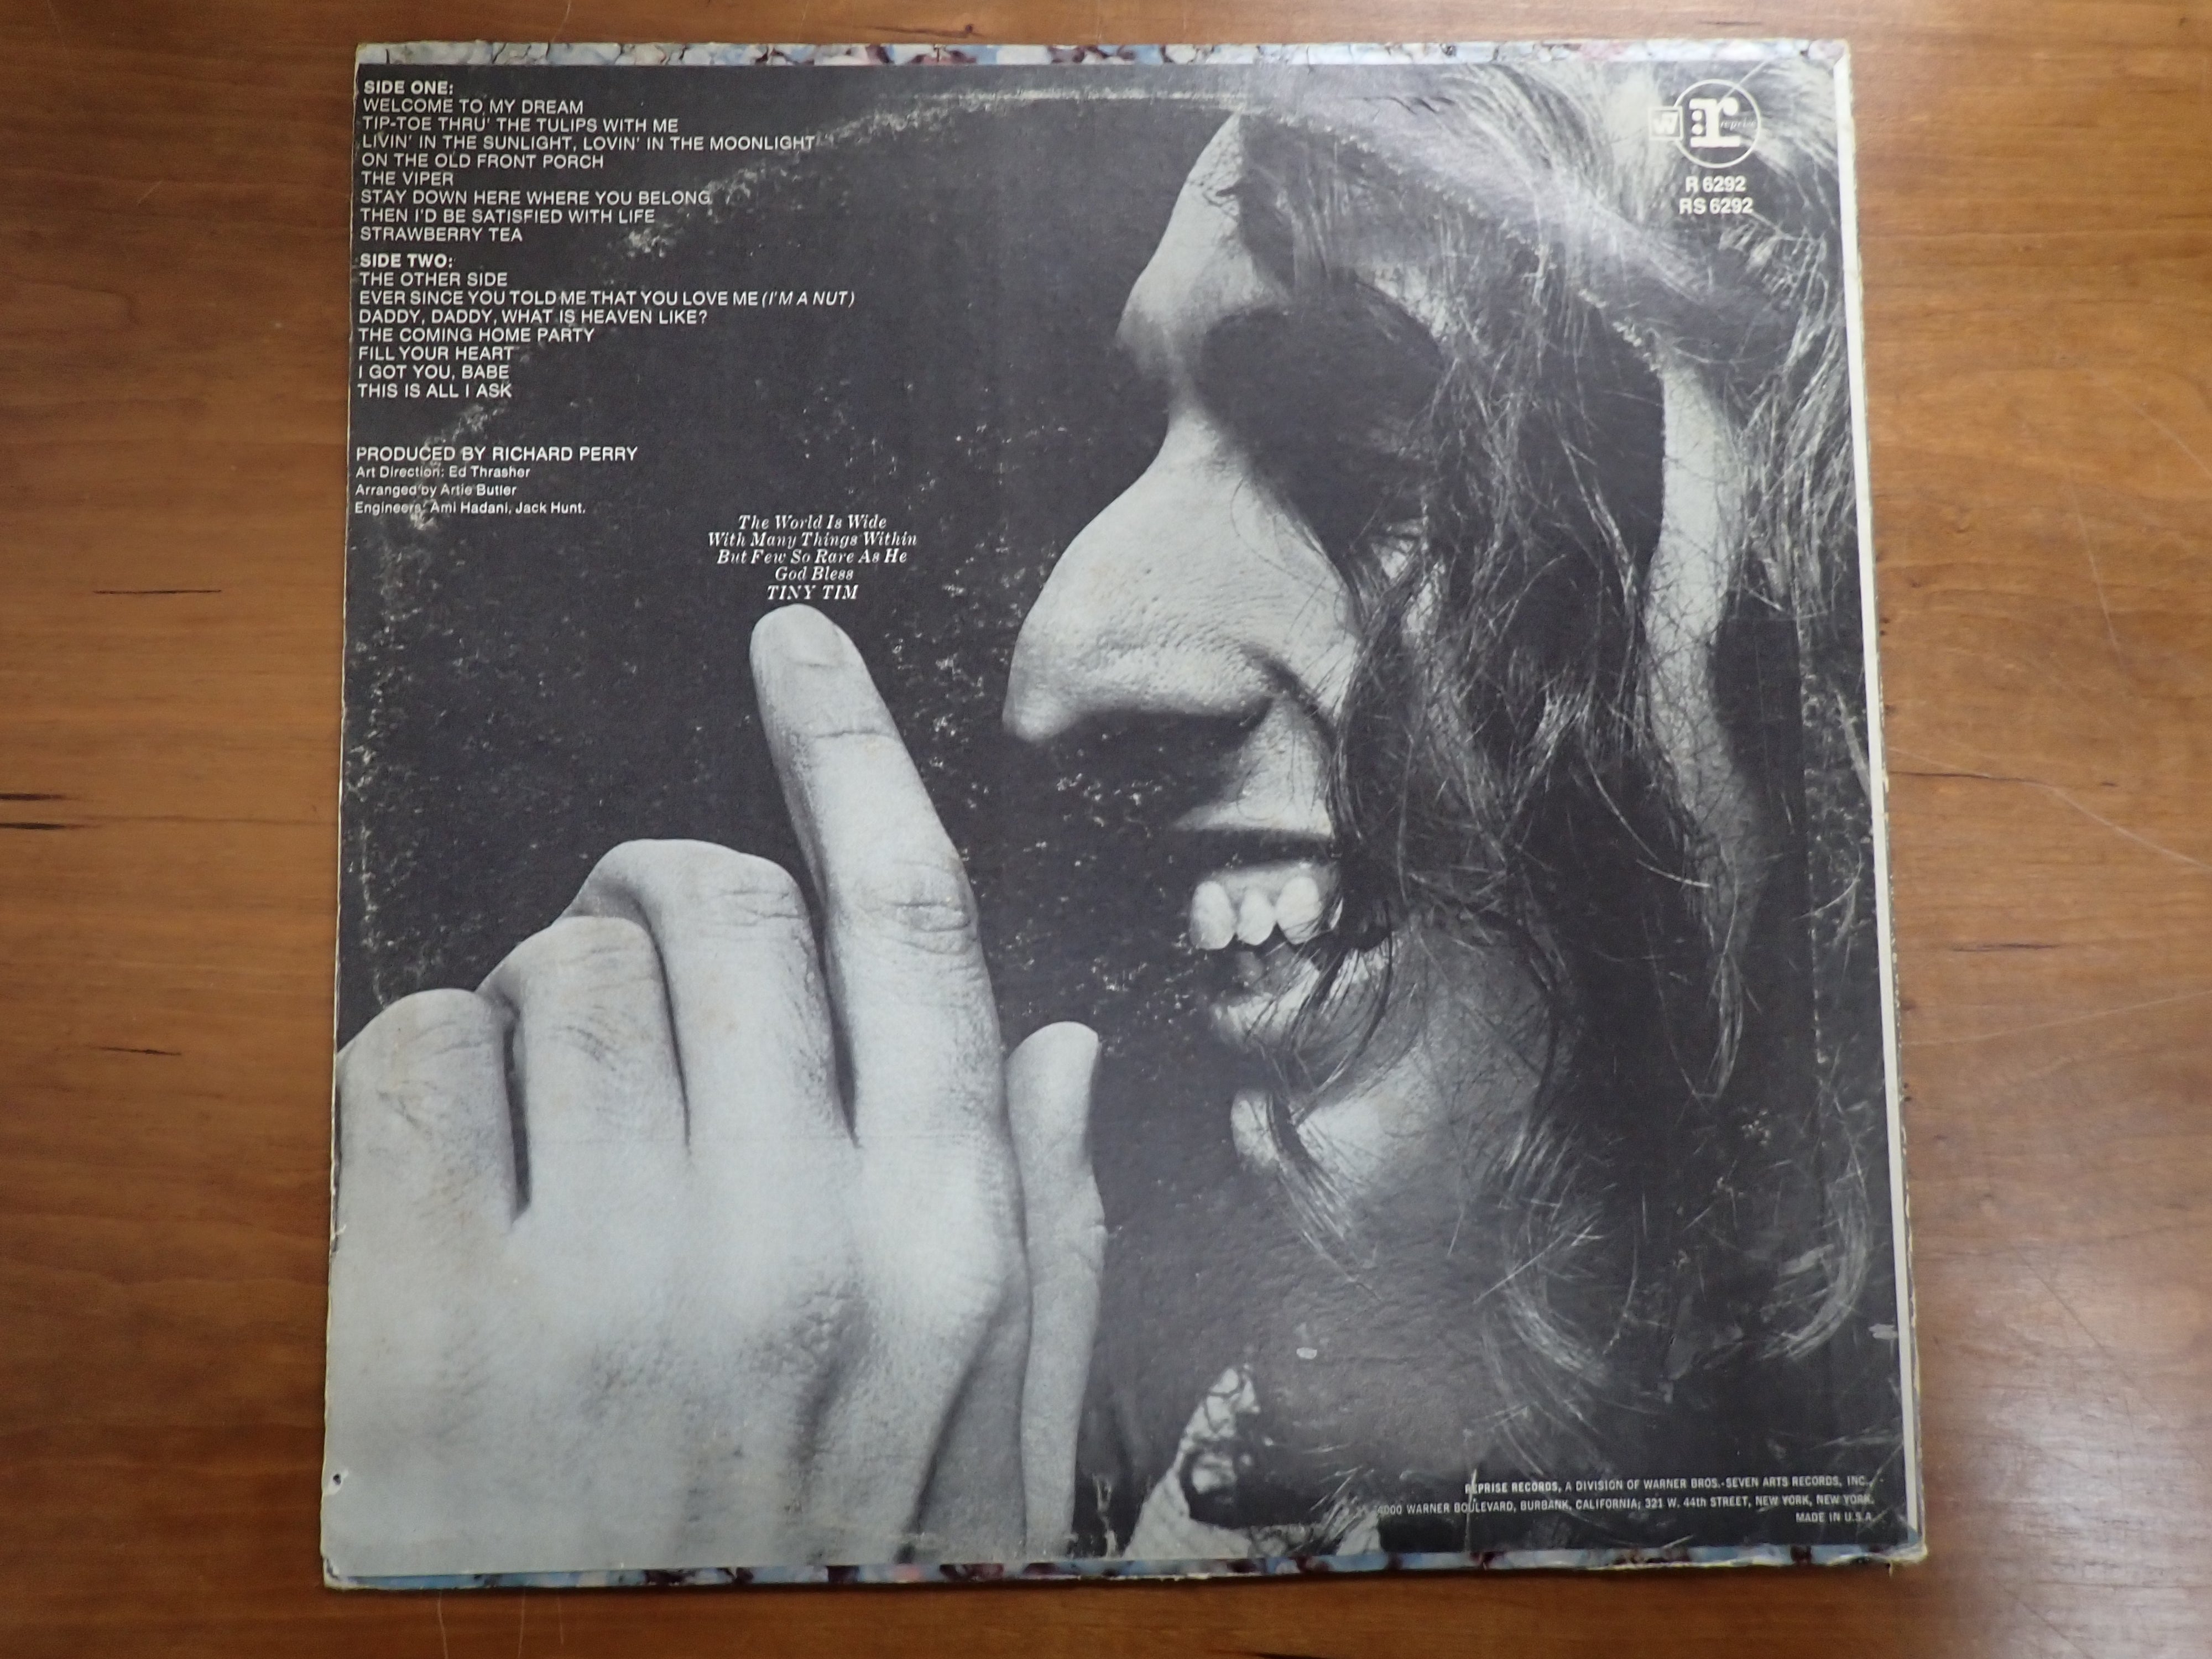 SIDE ONE:
WELCOME TO MY DREAM
TIP-TOE THRU' THE TULIPS WITH ME
LIVIN' IN THE SUNLIGHT, LOVIN' IN THE MOONLIGHT
ON THE OLD FRONT PORCH
THE VIPER
STAY DOWN HERE WHERE YOU BELONG
THEN I'D BE SATISFIED WITH LIFE
STRAWBERRY TEA
SIDE TWO:
THE OTHER SIDE
EVER SINCE YOU TOLD ME THAT YOU LOVE ME (I'M A NUT)
DADDY, DADDY, WHAT IS HEAVEN LIKE?
THE COMING HOME PARTY
FILL YOUR HEART
I GOT YOU, BABE
THIS IS ALL I ASK
PRODUCED BY RICHARD PERRY
Art Direction: Ed Thrasher
Arranged by Artie Butler
Engineers: Ami Hadani, Jack Hunt.
The World Is Wide
With Many Things Within
But Few So Rare As He
God Bless
TINY TIM
W r: reprise
R 6292
RS 6292
REPRISE RECORDS, A DIVISION OF WARNER BROS.-SEVEN ARTS RECORDS, INC.,
4000 WARNER BOULEVARD, BURBANK, CALIFORNIA; 321 W. 44th STREET, NEW YORK, NEW YORK.
MADE IN U.S.A.